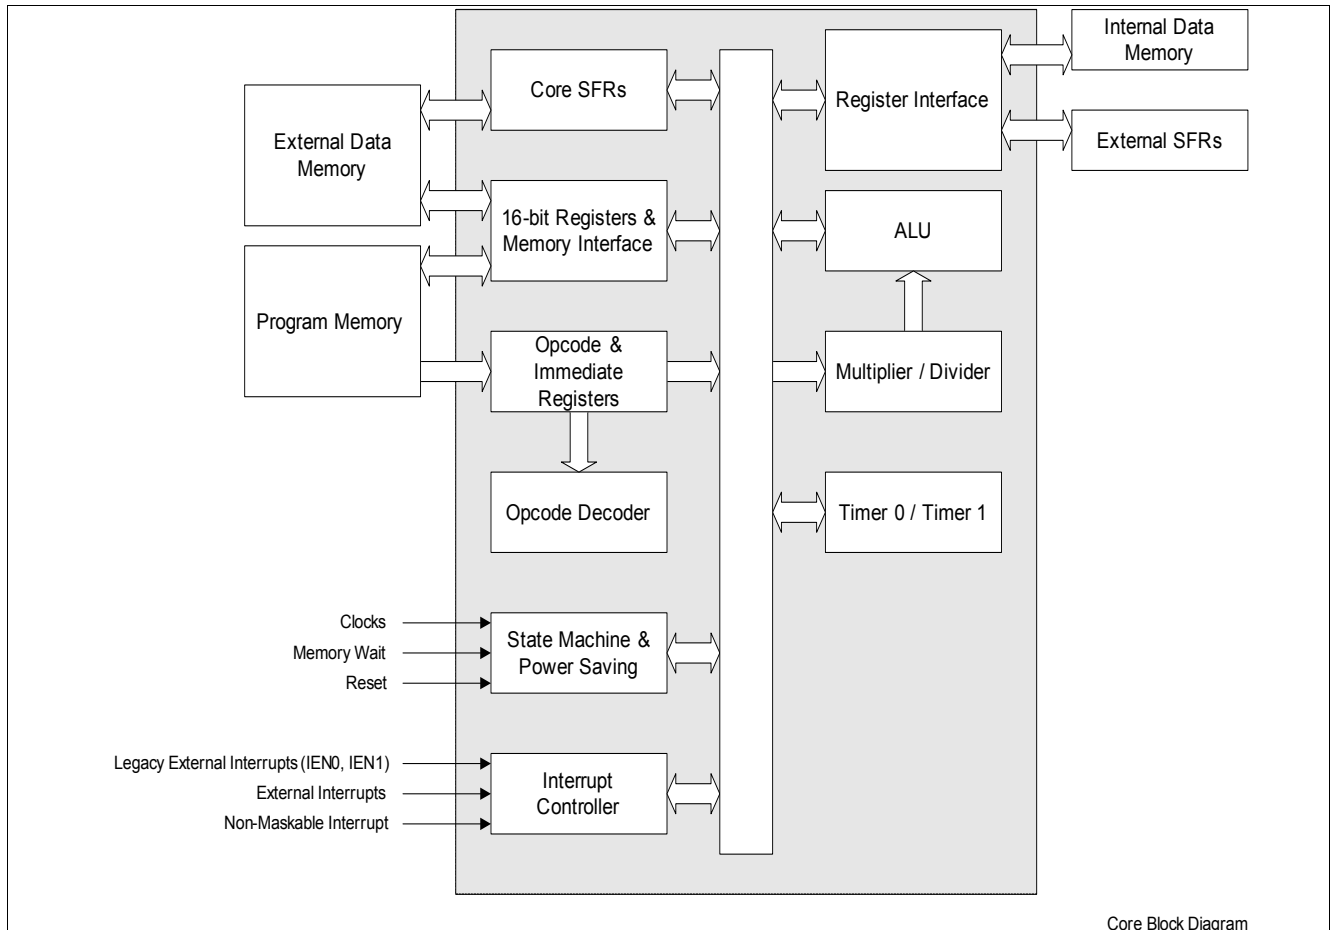 Internal Data
Memory
Core SFRs
Register Interface
External Data
Memory
External SFRs
16-bit Registers &
Memory Interface
ALU
Program Memory
Opcode &
Immediate
Registers
Multiplier / Divider
Opcode Decoder
Timer 0 / Timer 1
Clocks
Memory Wait
Reset
State Machine &
Power Saving
Legacy External Interrupts (IEN0, IEN1)
External Interrupts
Non-Maskable Interrupt
Interrupt
Controller
Core Block Diagram